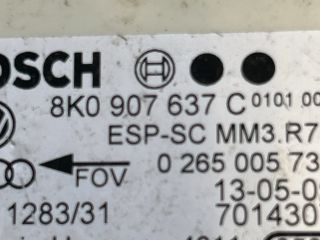 OSCH
8K0 907 637 C 0101 00
ESP-SC MM3.R7
FOV 0 265 005 73
13-05-0
1283/31 701430